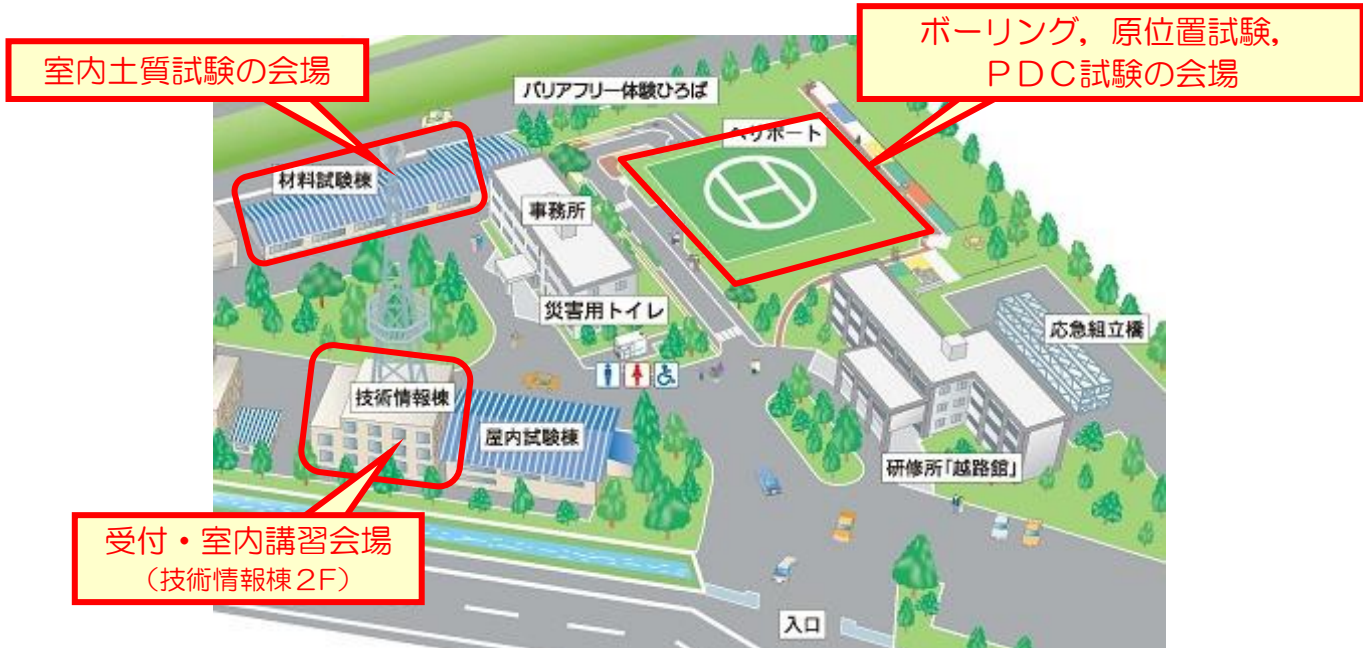 室内土質試験の会場
ボーリング，原位置試験，
ＰＤＣ試験の会場
バリアフリー体験ひろば
ヘリポート
材料試験棟
事務所
災害用トイレ
応急組立橋
技術情報棟
屋内試験棟
研修所「越路館」
受付・室内講習会場
（技術情報棟２Ｆ）
入口